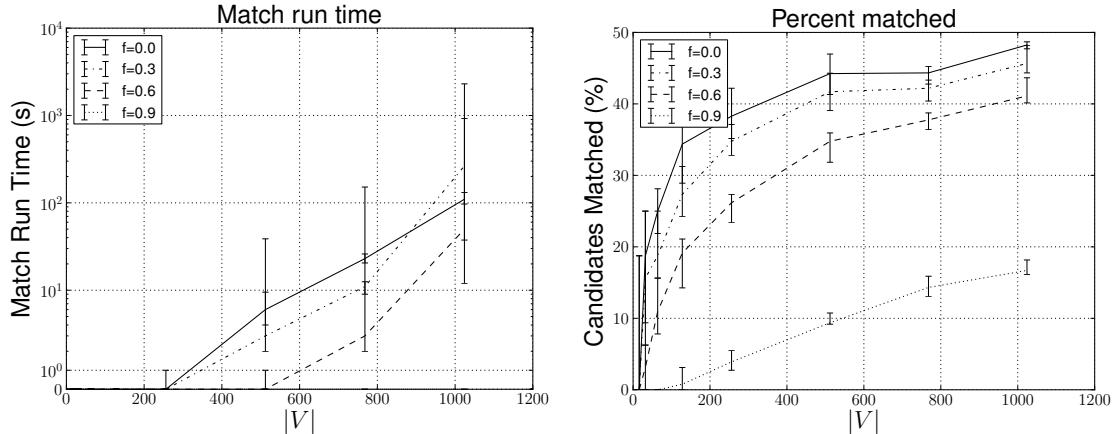 Match run time
f=0.0
f=0.3
f=0.6
f=0.9
Match Run Time (s)
10^4
10^3
10^2
10^1
10^0
0
0 200 400 600 800 1000 1200
|V|
Percent matched
f=0.0
f=0.3
f=0.6
f=0.9
Candidates Matched (%)
50
40
30
20
10
0
0 200 400 600 800 1000 1200
|V|